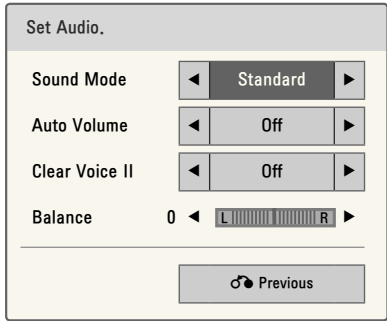 Set Audio.
Sound Mode ◄ Standard ►
Auto Volume ◄ Off ►
Clear Voice II ◄ Off ►
Balance 0 ◄ L R ►
Previous